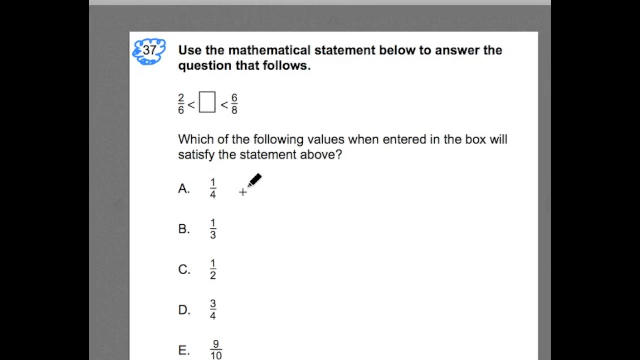 37 Use the mathematical statement below to answer the
question that follows.
2/6 < □ < 6/8
Which of the following values when entered in the box will
satisfy the statement above?
A. 1/4
B. 1/3
C. 1/2
D. 3/4
E. 9/10